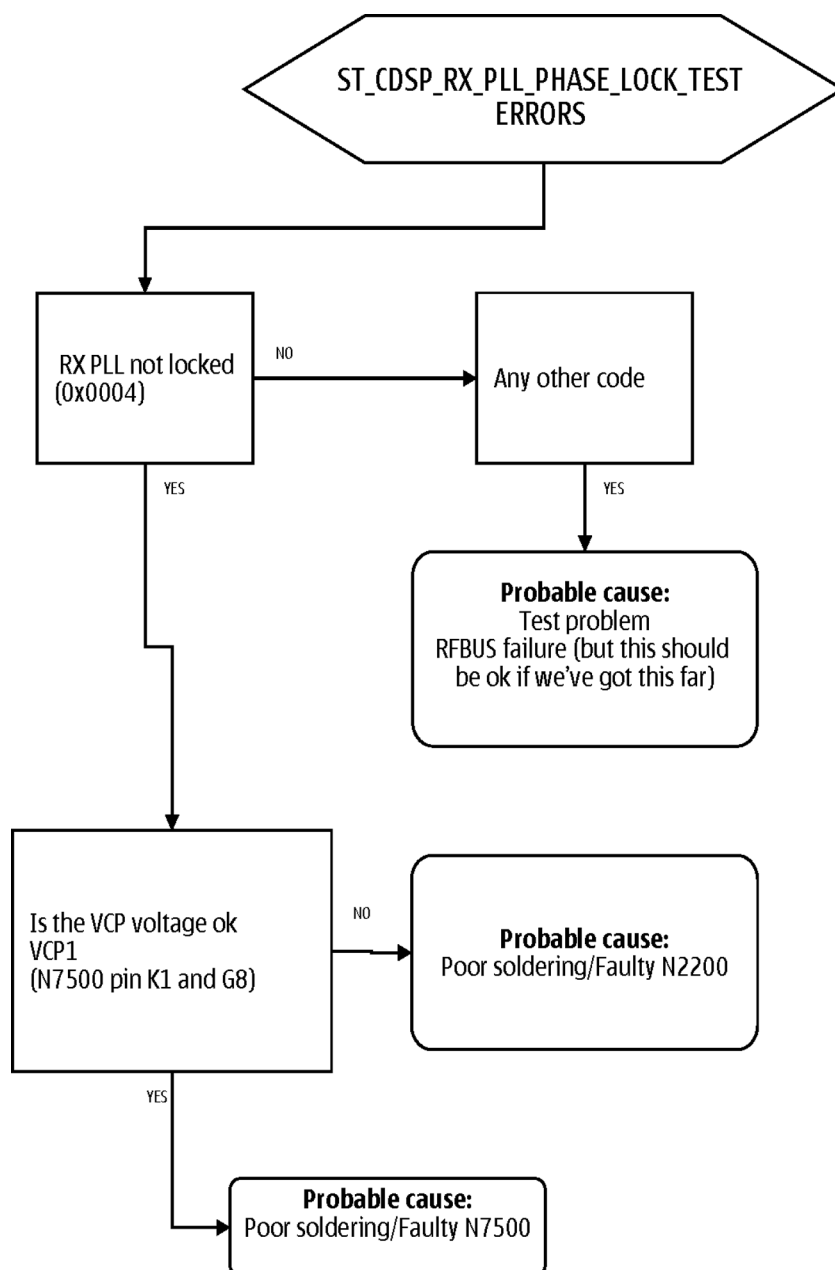 ST_CDSP_RX_PLL_PHASE_LOCK_TEST
ERRORS
RX PLL not locked
(0x0004)
NO
Any other code
YES
YES
Probable cause:
Test problem
RFBUS failure (but this should
be ok if we've got this far)
Is the VCP voltage ok
VCP1
(N7500 pin K1 and G8)
NO
Probable cause:
Poor soldering/Faulty N2200
YES
Probable cause:
Poor soldering/Faulty N7500